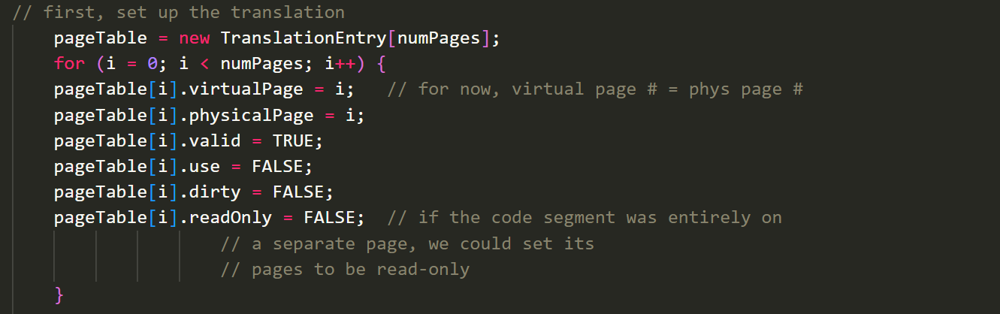 // first, set up the translation
pageTable = new TranslationEntry[numPages];
for (i = 0; i < numPages; i++) {
pageTable[i].virtualPage = i;   // for now, virtual page # = phys page #
pageTable[i].physicalPage = i;
pageTable[i].valid = TRUE;
pageTable[i].use = FALSE;
pageTable[i].dirty = FALSE;
pageTable[i].readOnly = FALSE;  // if the code segment was entirely on
// a separate page, we could set its
// pages to be read-only
}